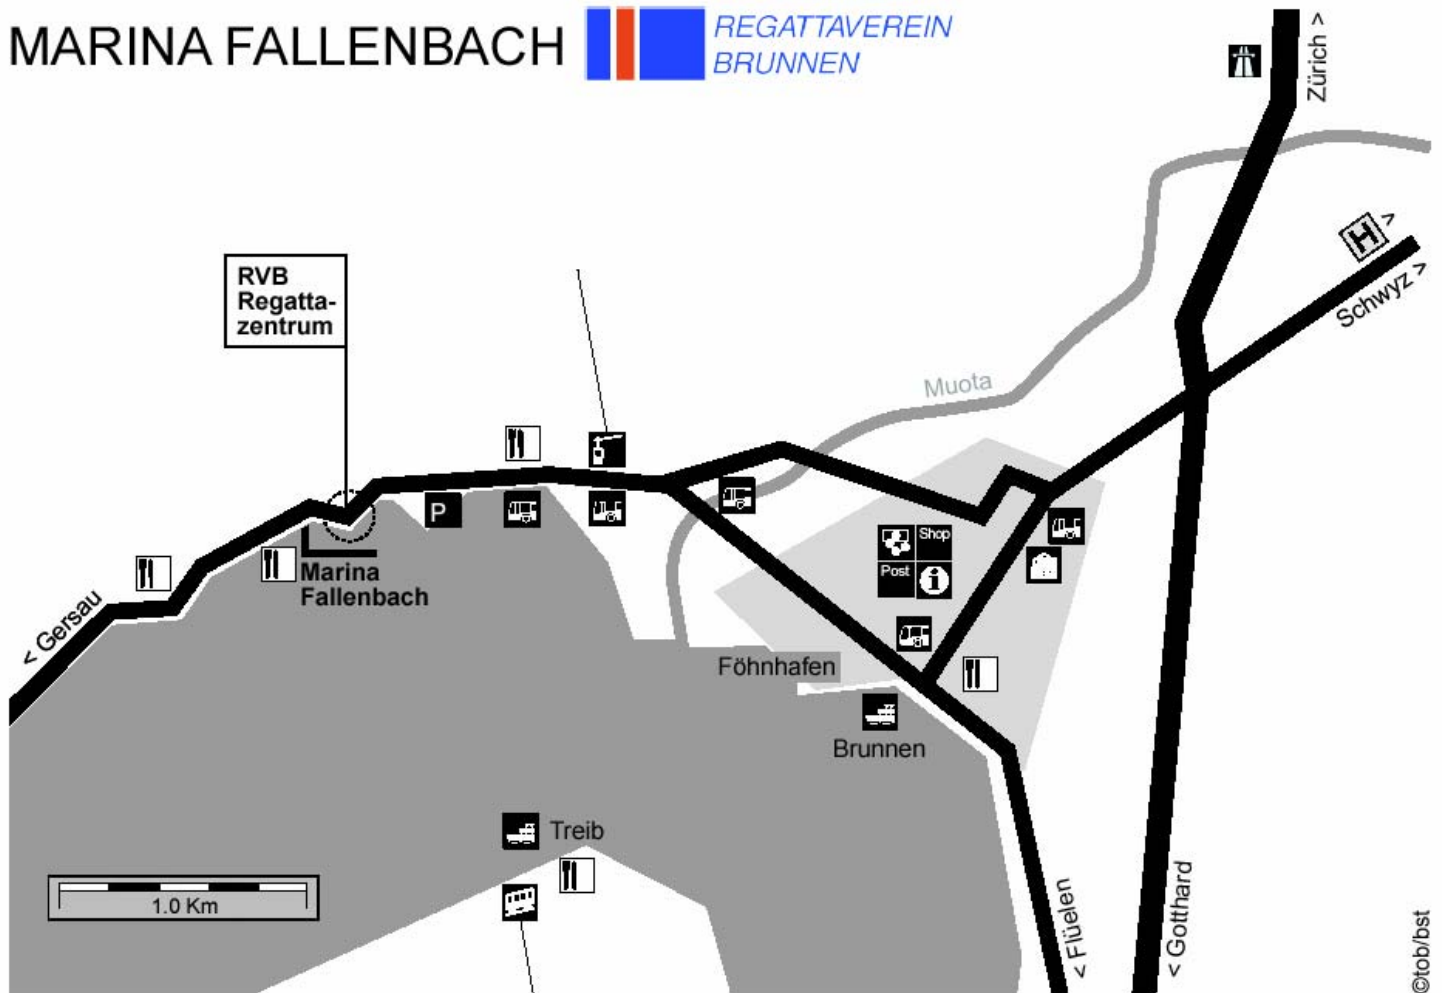 MARINA FALLENBACH
REGATTAVEREIN
BRUNNEN
Zürich >
H >
Schwyz >
RVB
Regatta-
zentrum
Muota
P
Shop
Post
i
Marina
Fallenbach
< Gersau
Föhnhafen
Brunnen
Treib
1.0 Km
< Flüelen
< Gotthard
©tob/bst